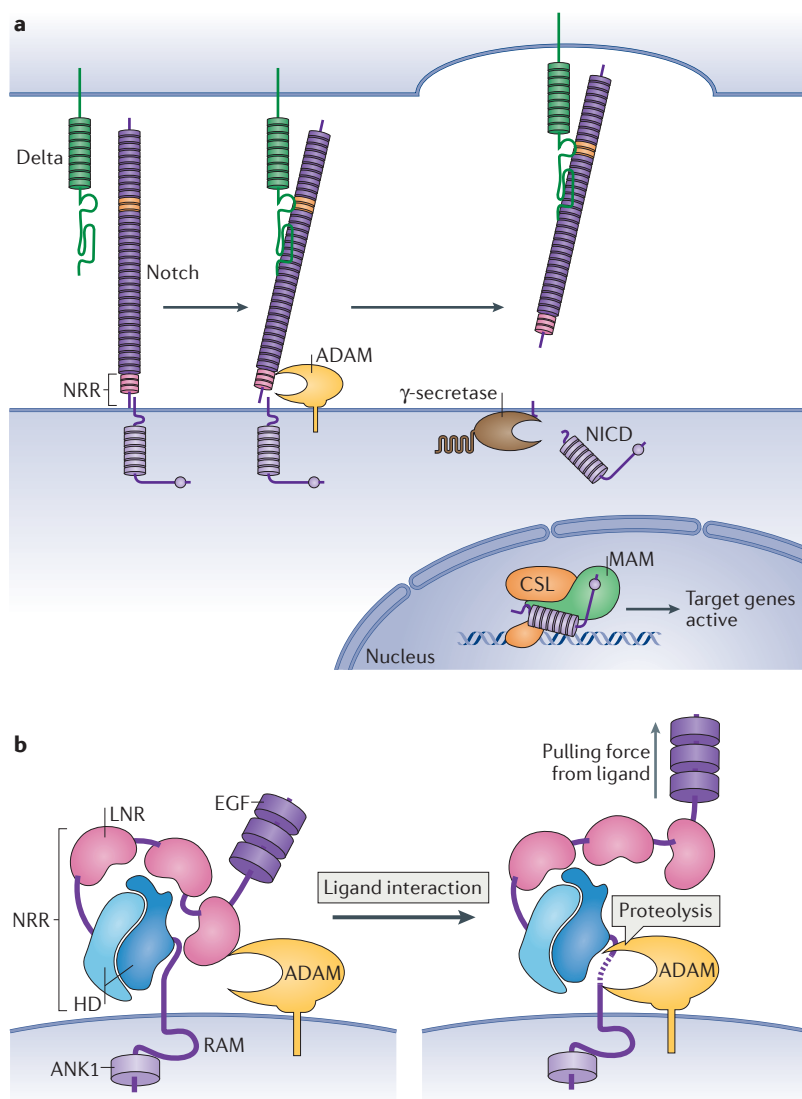 a
Delta
Notch
NRR
ADAM
γ-secretase
NICD
MAM
CSL
Target genes
active
Nucleus
b
Pulling force
from ligand
LNR
EGF
Ligand interaction
NRR
Proteolysis
ADAM
ADAM
HD
RAM
ANK1